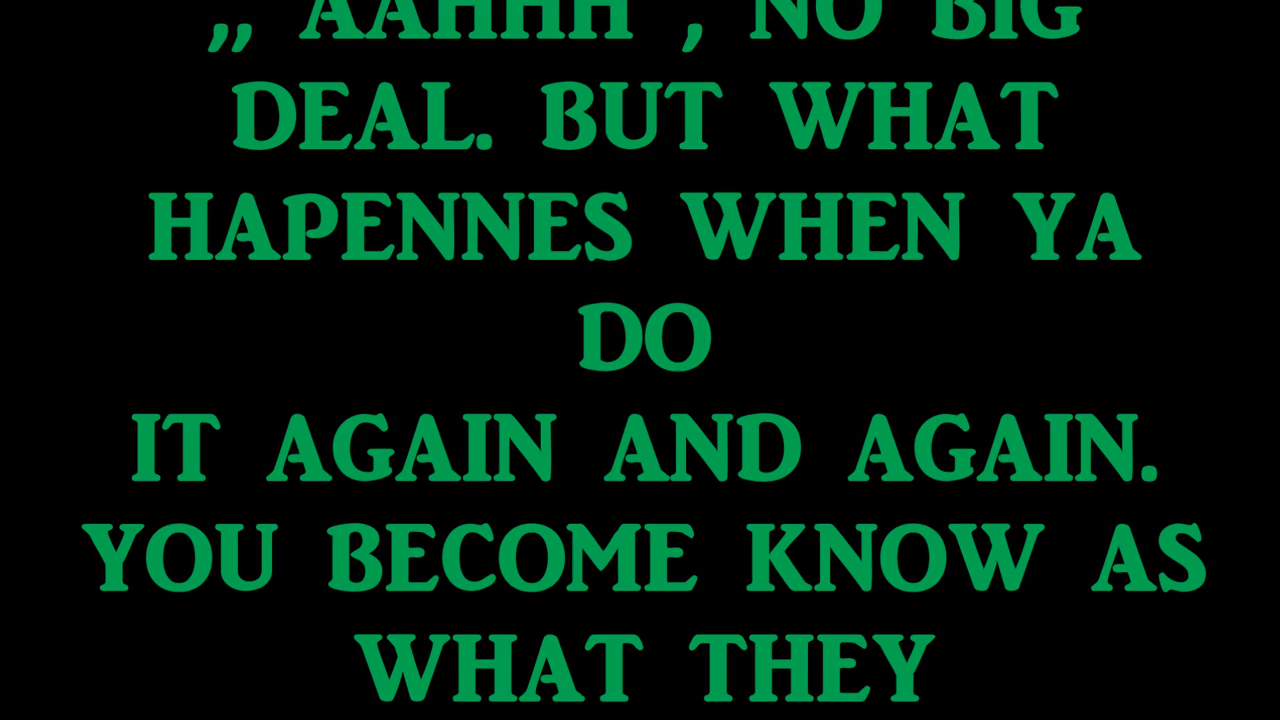 ,, AAHHH , NO BIG
DEAL. BUT WHAT
HAPENNES WHEN YA
DO
IT AGAIN AND AGAIN.
YOU BECOME KNOW AS
WHAT THEY